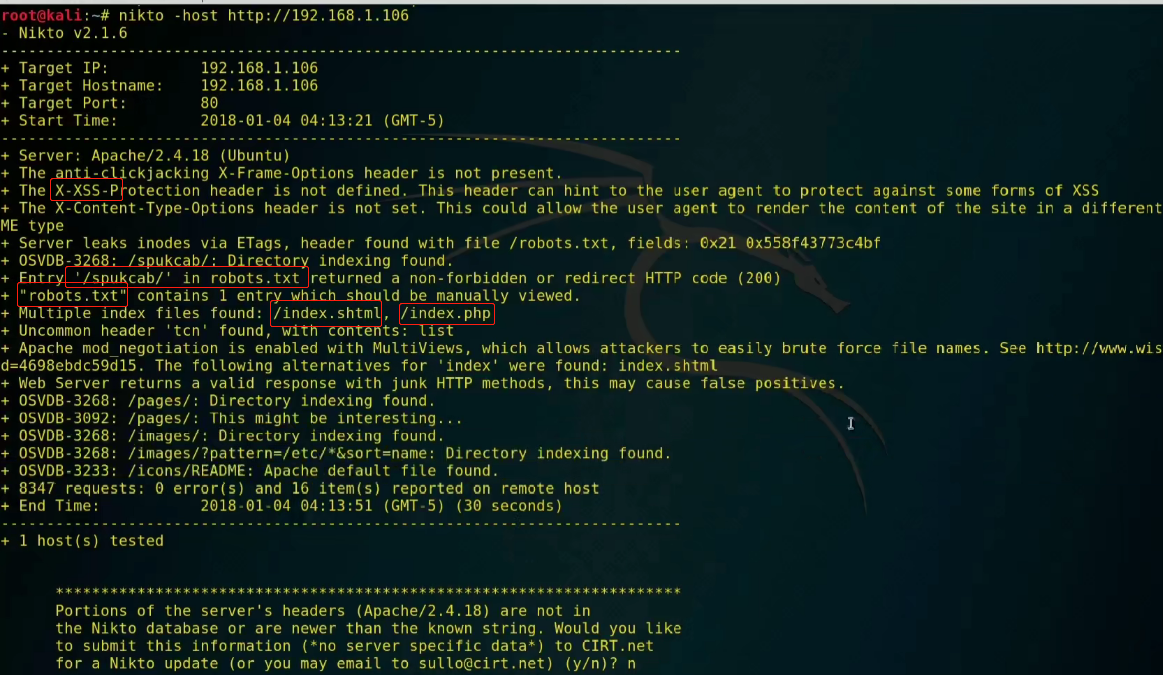 root@kali:~# nikto -host http://192.168.1.106
- Nikto v2.1.6
---------------------------------------------------------------------------
+ Target IP:          192.168.1.106
+ Target Hostname:    192.168.1.106
+ Target Port:        80
+ Start Time:         2018-01-04 04:13:21 (GMT-5)
---------------------------------------------------------------------------
+ Server: Apache/2.4.18 (Ubuntu)
+ The anti-clickjacking X-Frame-Options header is not present.
+ The X-XSS-Protection header is not defined. This header can hint to the user agent to protect against some forms of XSS
+ The X-Content-Type-Options header is not set. This could allow the user agent to render the content of the site in a different
ME type
+ Server leaks inodes via ETags, header found with file /robots.txt, fields: 0x21 0x558f43773c4bf
+ OSVDB-3268: /spukcab/: Directory indexing found.
+ Entry '/spukcab/' in robots.txt returned a non-forbidden or redirect HTTP code (200)
+ "robots.txt" contains 1 entry which should be manually viewed.
+ Multiple index files found: /index.shtml, /index.php
+ Uncommon header 'tcn' found, with contents: list
+ Apache mod_negotiation is enabled with MultiViews, which allows attackers to easily brute force file names. See http://www.wis
d=4698ebdc59d15. The following alternatives for 'index' were found: index.shtml
+ Web Server returns a valid response with junk HTTP methods, this may cause false positives.
+ OSVDB-3268: /pages/: Directory indexing found.
+ OSVDB-3092: /pages/: This might be interesting...
+ OSVDB-3268: /images/: Directory indexing found.
+ OSVDB-3268: /images/?pattern=/etc/*&sort=name: Directory indexing found.
+ OSVDB-3233: /icons/README: Apache default file found.
+ 8347 requests: 0 error(s) and 16 item(s) reported on remote host
+ End Time:           2018-01-04 04:13:51 (GMT-5) (30 seconds)
---------------------------------------------------------------------------
+ 1 host(s) tested
*********************************************************************
Portions of the server's headers (Apache/2.4.18) are not in
the Nikto database or are newer than the known string. Would you like
to submit this information (*no server specific data*) to CIRT.net
for a Nikto update (or you may email to sullo@cirt.net) (y/n)? n